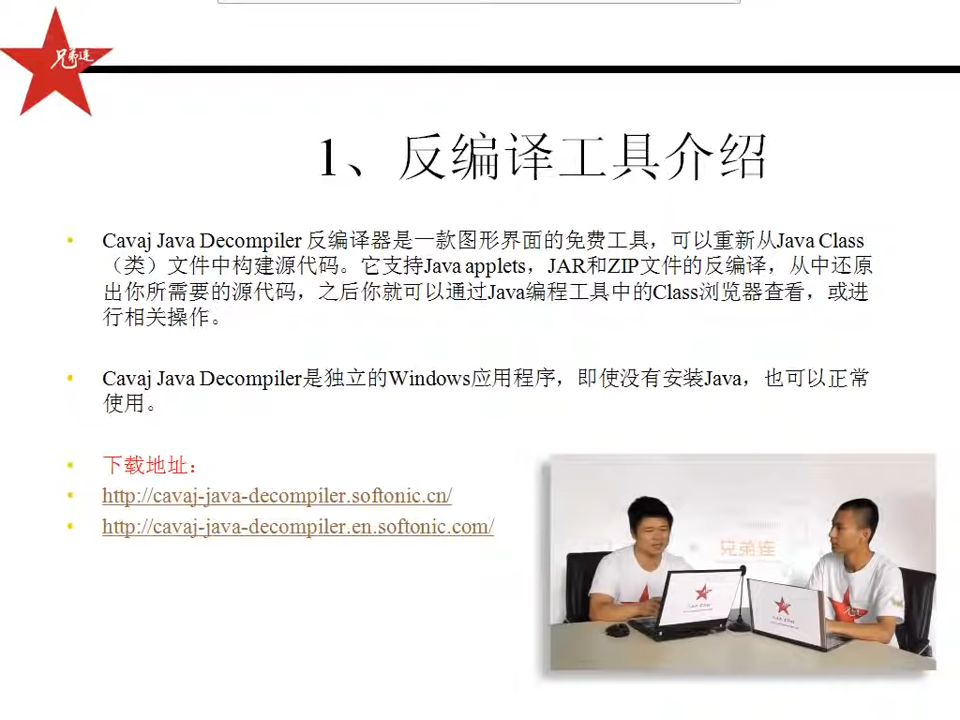 兄弟连
1、反编译工具介绍
• Cavaj Java Decompiler 反编译器是一款图形界面的免费工具，可以重新从Java Class
（类）文件中构建源代码。它支持Java applets，JAR和ZIP文件的反编译，从中还原
出你所需要的源代码，之后你就可以通过Java编程工具中的Class浏览器查看，或进
行相关操作。
• Cavaj Java Decompiler是独立的Windows应用程序，即使没有安装Java，也可以正常
使用。
• 下载地址：
• http://cavaj-java-decompiler.softonic.cn/
• http://cavaj-java-decompiler.en.softonic.com/
兄弟连